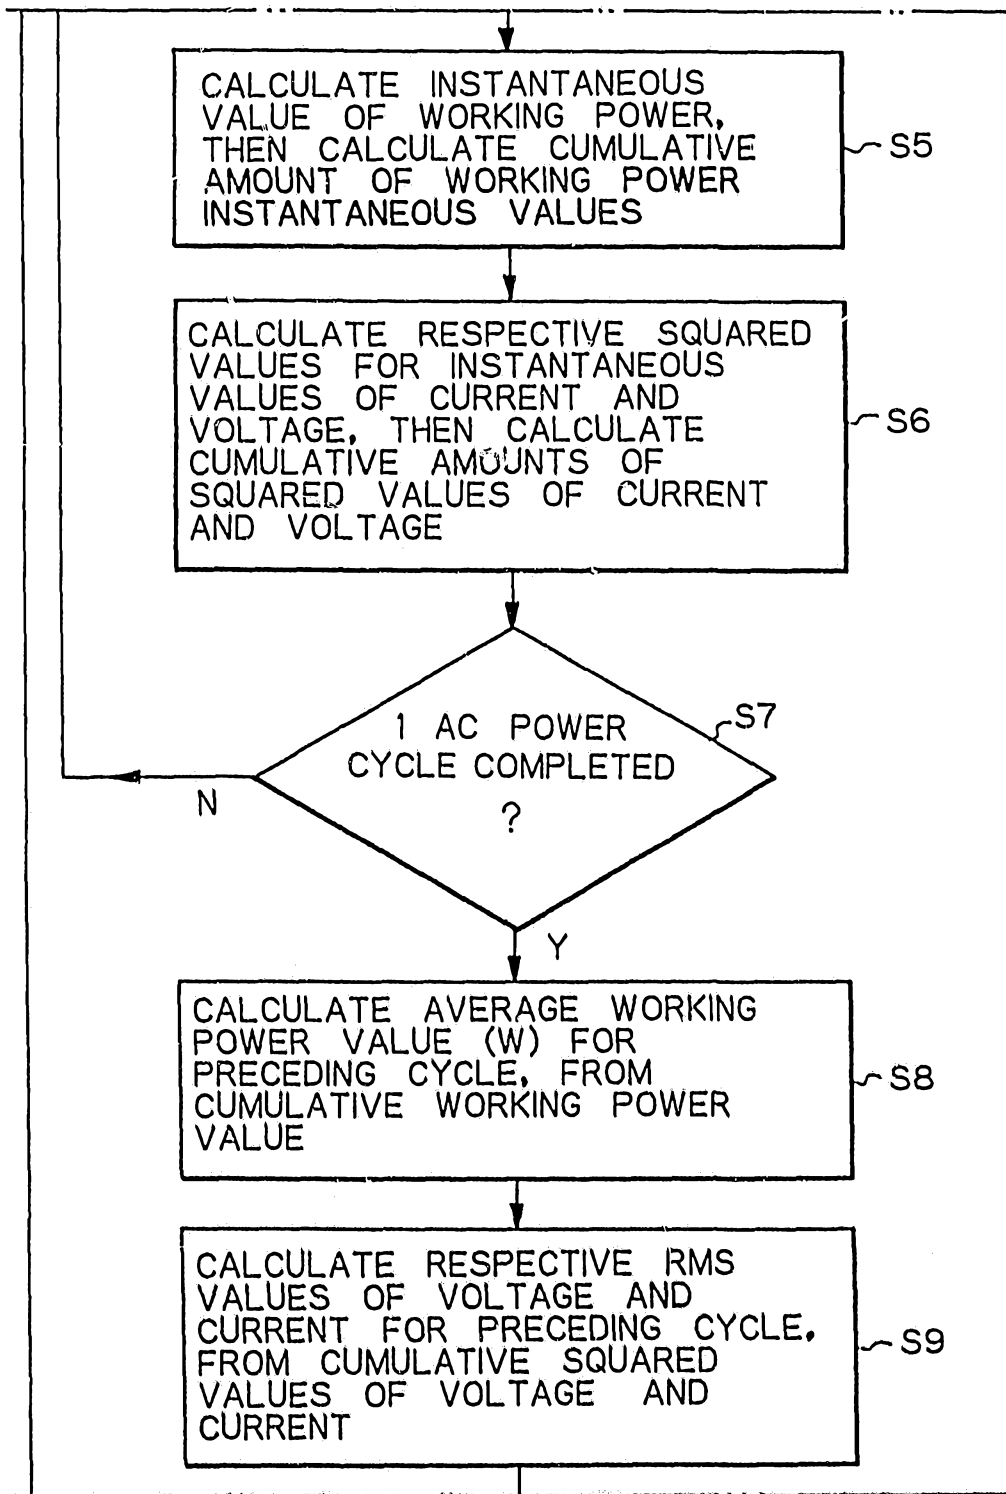 CALCULATE INSTANTANEOUS
VALUE OF WORKING POWER,
THEN CALCULATE CUMULATIVE
AMOUNT OF WORKING POWER
INSTANTANEOUS VALUES
S5
CALCULATE RESPECTIVE SQUARED
VALUES FOR INSTANTANEOUS
VALUES OF CURRENT AND
VOLTAGE, THEN CALCULATE
CUMULATIVE AMOUNTS OF
SQUARED VALUES OF CURRENT
AND VOLTAGE
S6
1 AC POWER
CYCLE COMPLETED
?
S7
N
Y
CALCULATE AVERAGE WORKING
POWER VALUE (W) FOR
PRECEDING CYCLE, FROM
CUMULATIVE WORKING POWER
VALUE
S8
CALCULATE RESPECTIVE RMS
VALUES OF VOLTAGE AND
CURRENT FOR PRECEDING CYCLE,
FROM CUMULATIVE SQUARED
VALUES OF VOLTAGE AND
CURRENT
S9